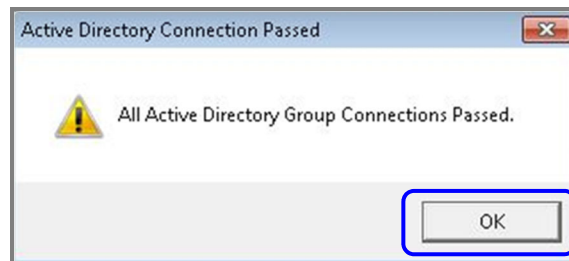 Active Directory Connection Passed
All Active Directory Group Connections Passed.
OK